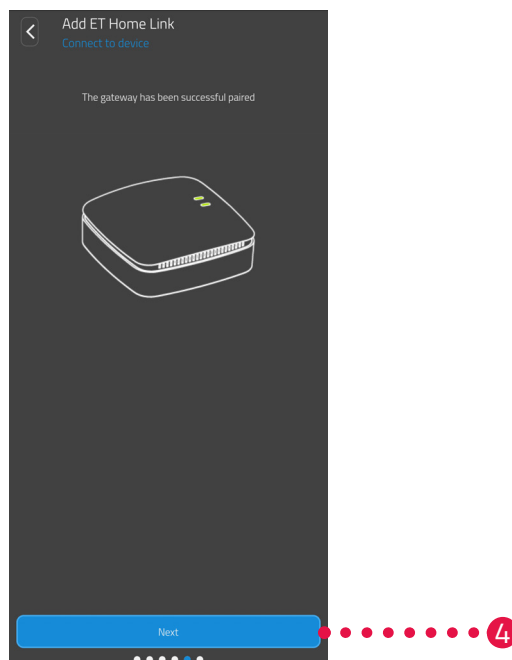 Add ET Home Link
Connect to device
The gateway has been successful paired
Next
4